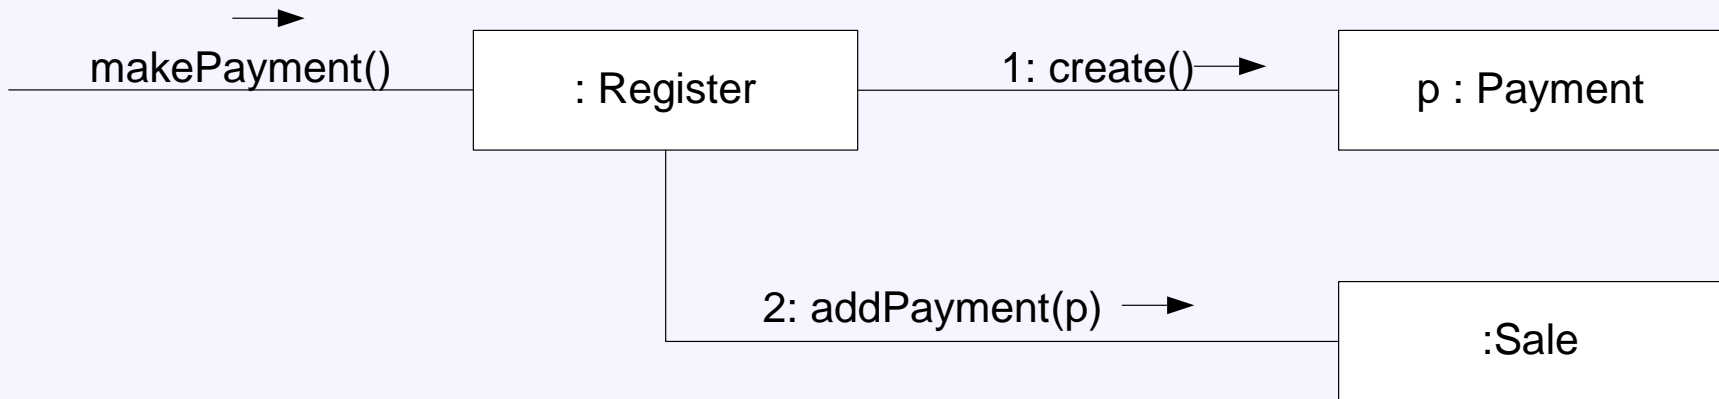 makePayment()
: Register
1: create()
p : Payment
2: addPayment(p)
:Sale